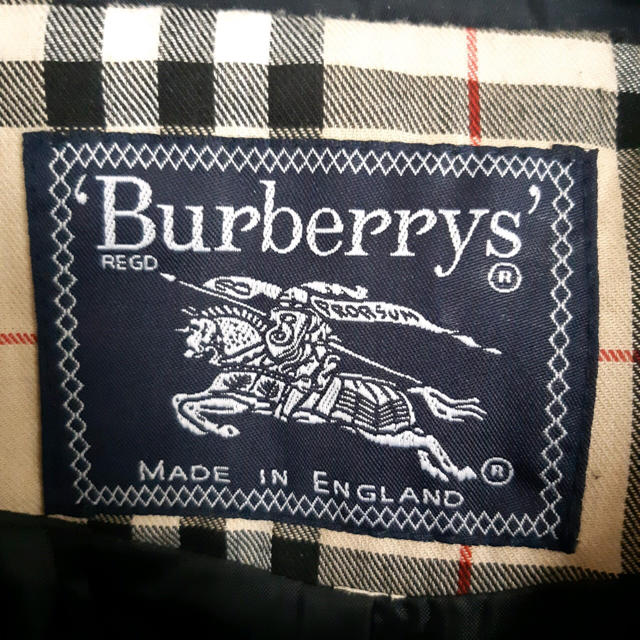 ‘Burberrys’
REGD ®
PRORSUM
MADE IN ENGLAND ®